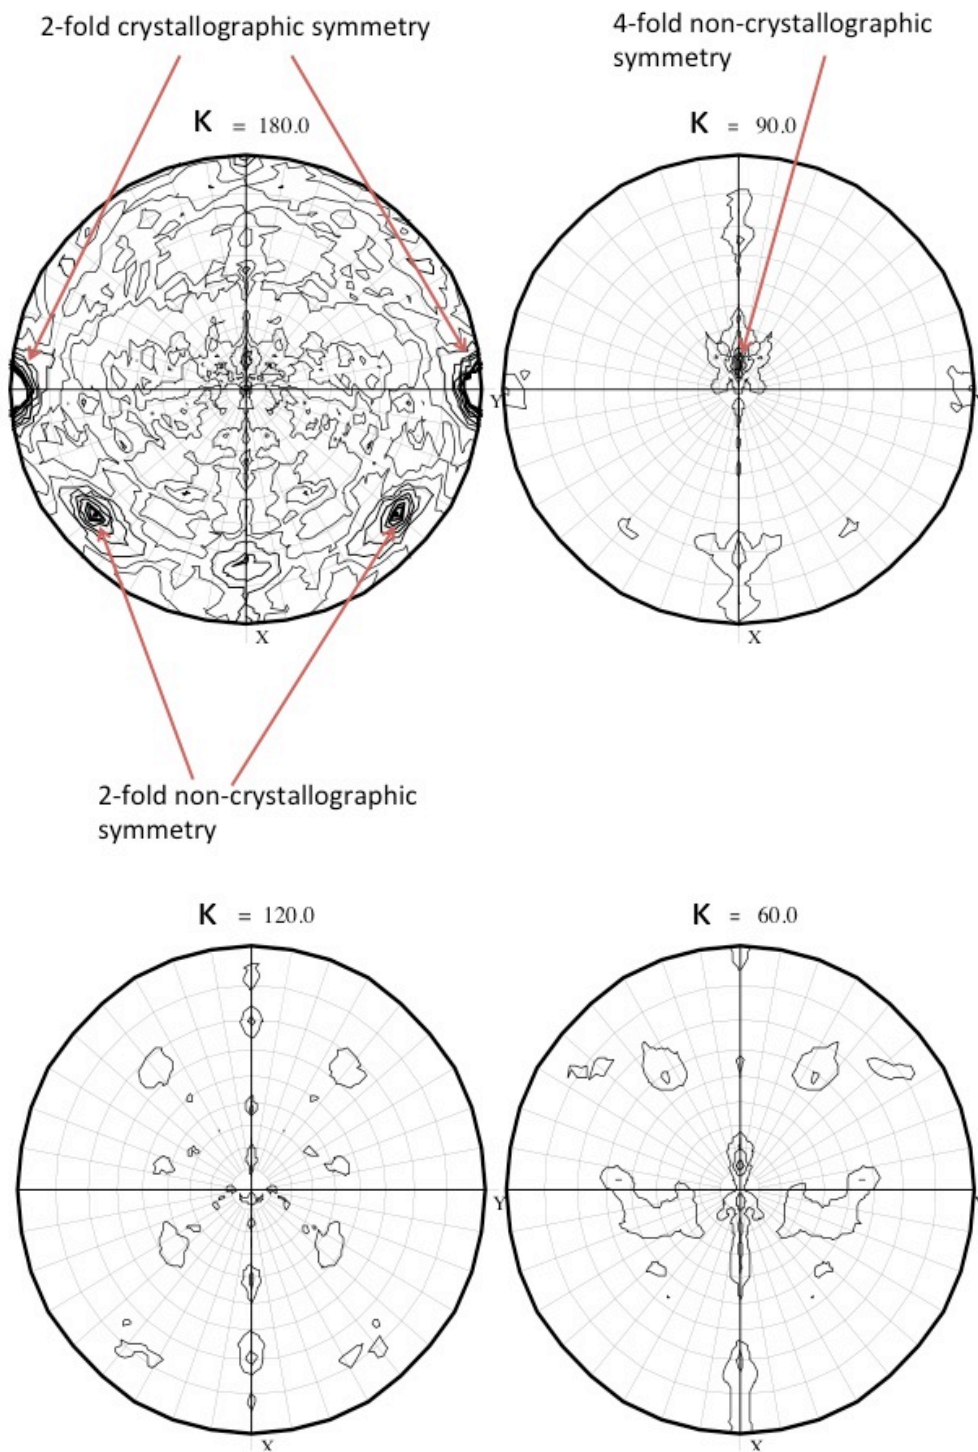 2-fold crystallographic symmetry
4-fold non-crystallographic
symmetry
K = 180.0
K = 90.0
Y
X
X
2-fold non-crystallographic
symmetry
K = 120.0
K = 60.0
Y
X
X